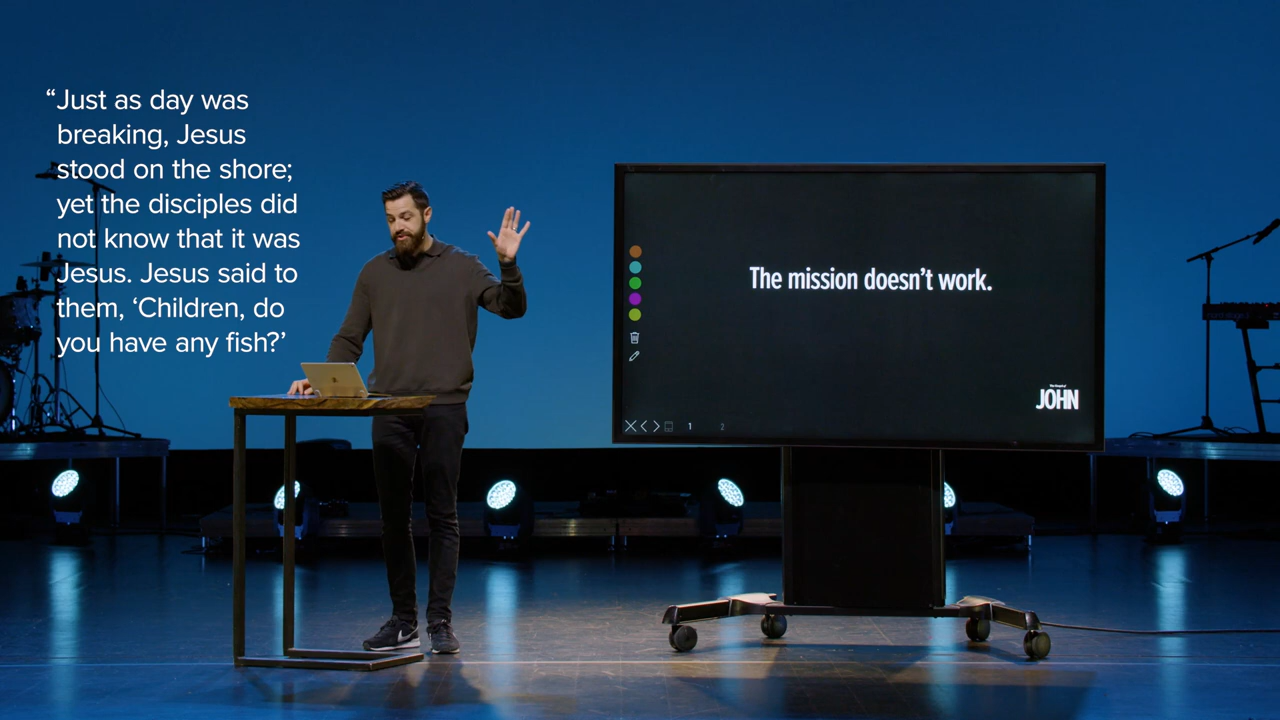 “Just as day was
breaking, Jesus
stood on the shore;
yet the disciples did
not know that it was
Jesus. Jesus said to
them, ‘Children, do
you have any fish?’
The mission doesn’t work.
JOHN
1
2